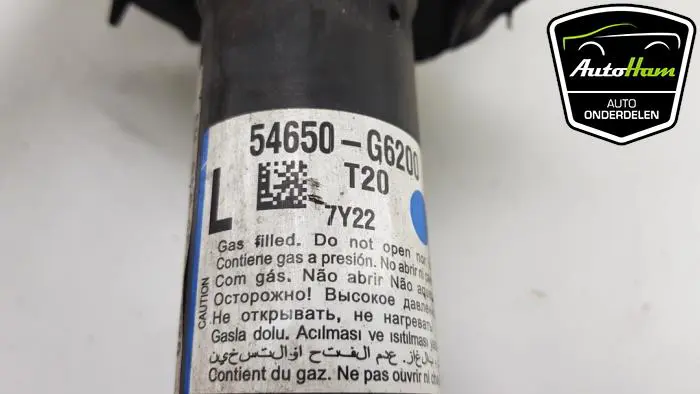 AutoHam
AUTO
ONDERDELEN
54650-G6200
T20
L
7Y22
CAUTION
Gas filled. Do not open nor
Contiene gas a presión. No abrir ni
Com gás. Não abrir Não
Осторожно! Высокое
Не открывать, не нагревать
Gasla dolu. Açılması ve ısıtılması
Contient du gaz. Ne pas ouvrir ni